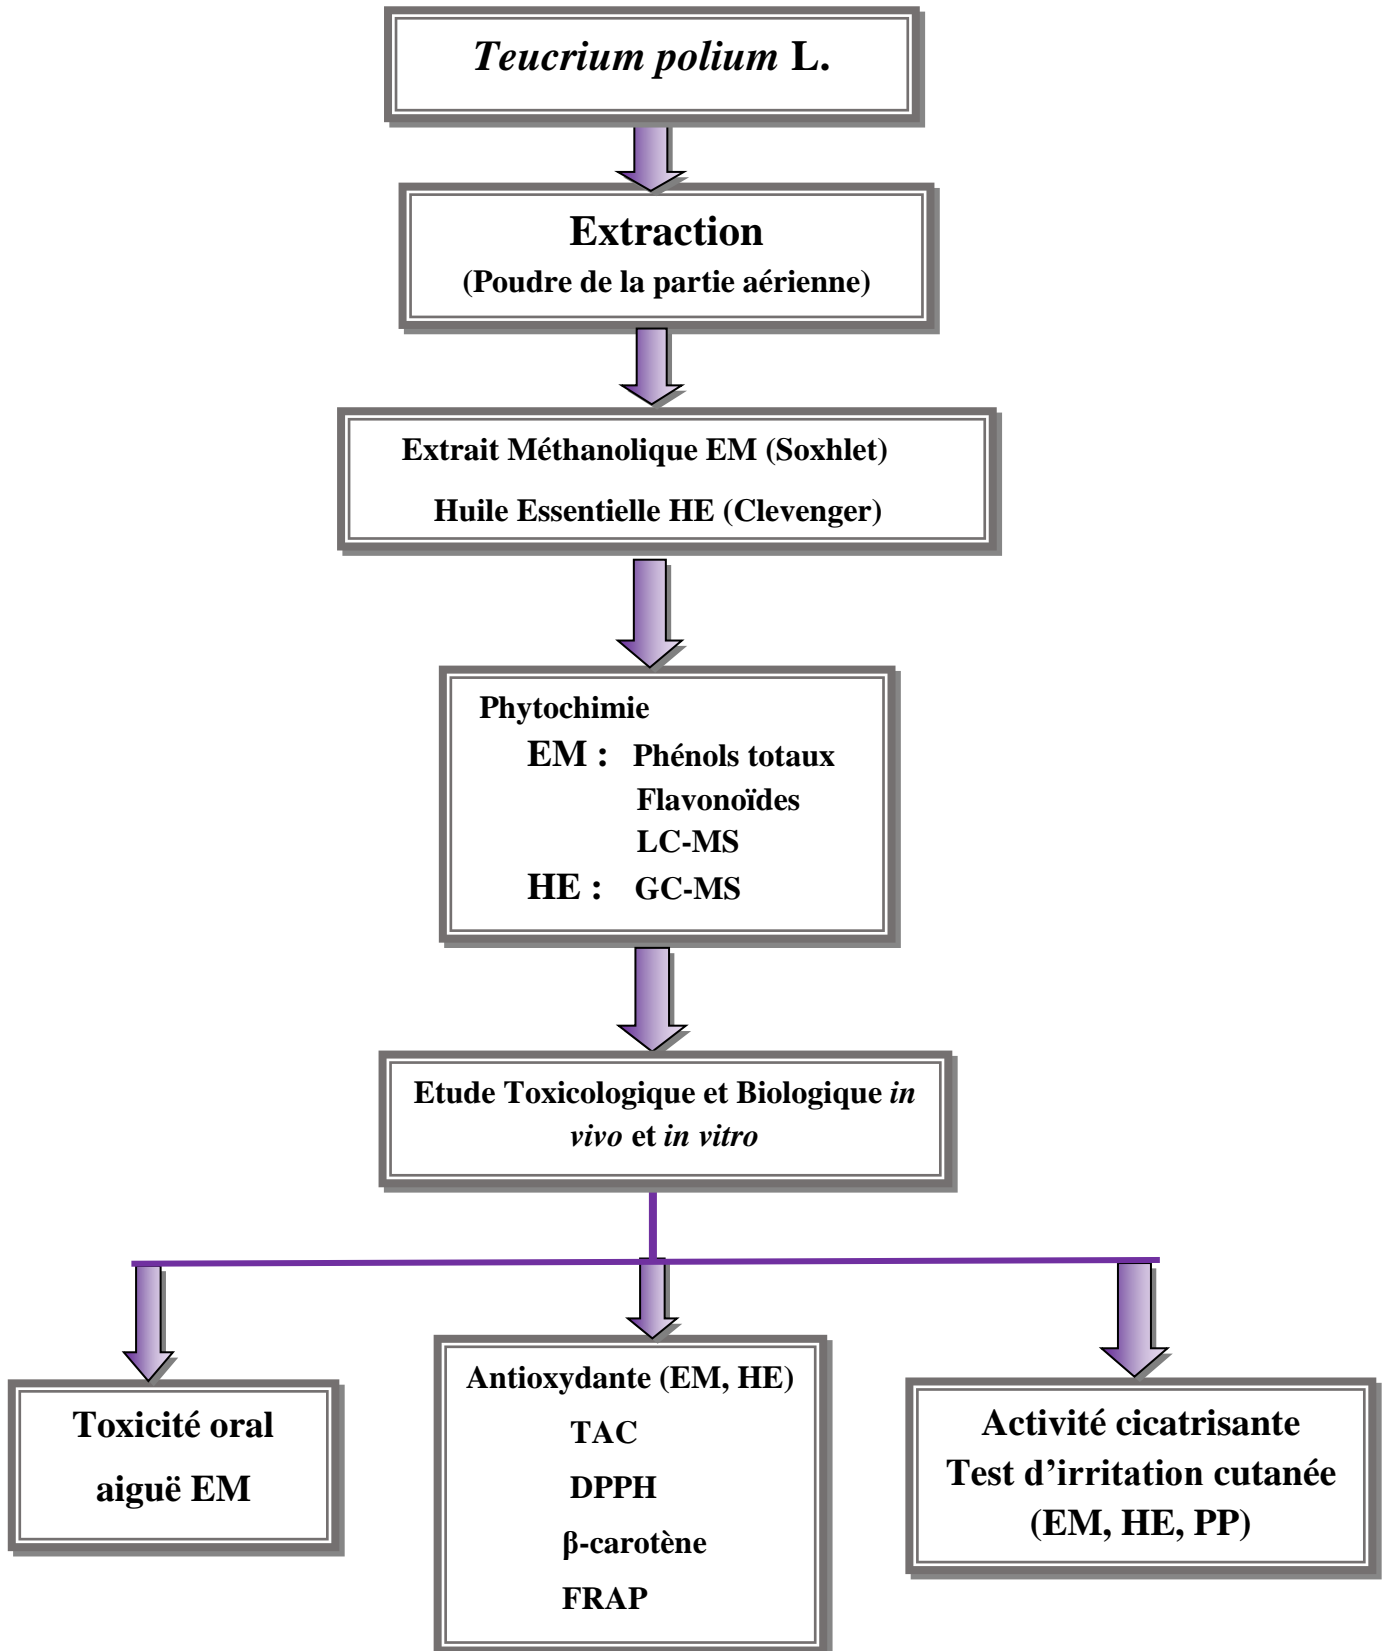 Teucrium polium L.
Extraction
(Poudre de la partie aérienne)
Extrait Méthanolique EM (Soxhlet)
Huile Essentielle HE (Clevenger)
Phytochimie
EM : Phénols totaux
Flavonoïdes
LC-MS
HE : GC-MS
Etude Toxicologique et Biologique in
vivo et in vitro
Toxicité oral
aiguë EM
Antioxydante (EM, HE)
TAC
DPPH
β-carotène
FRAP
Activité cicatrisante
Test d’irritation cutanée
(EM, HE, PP)